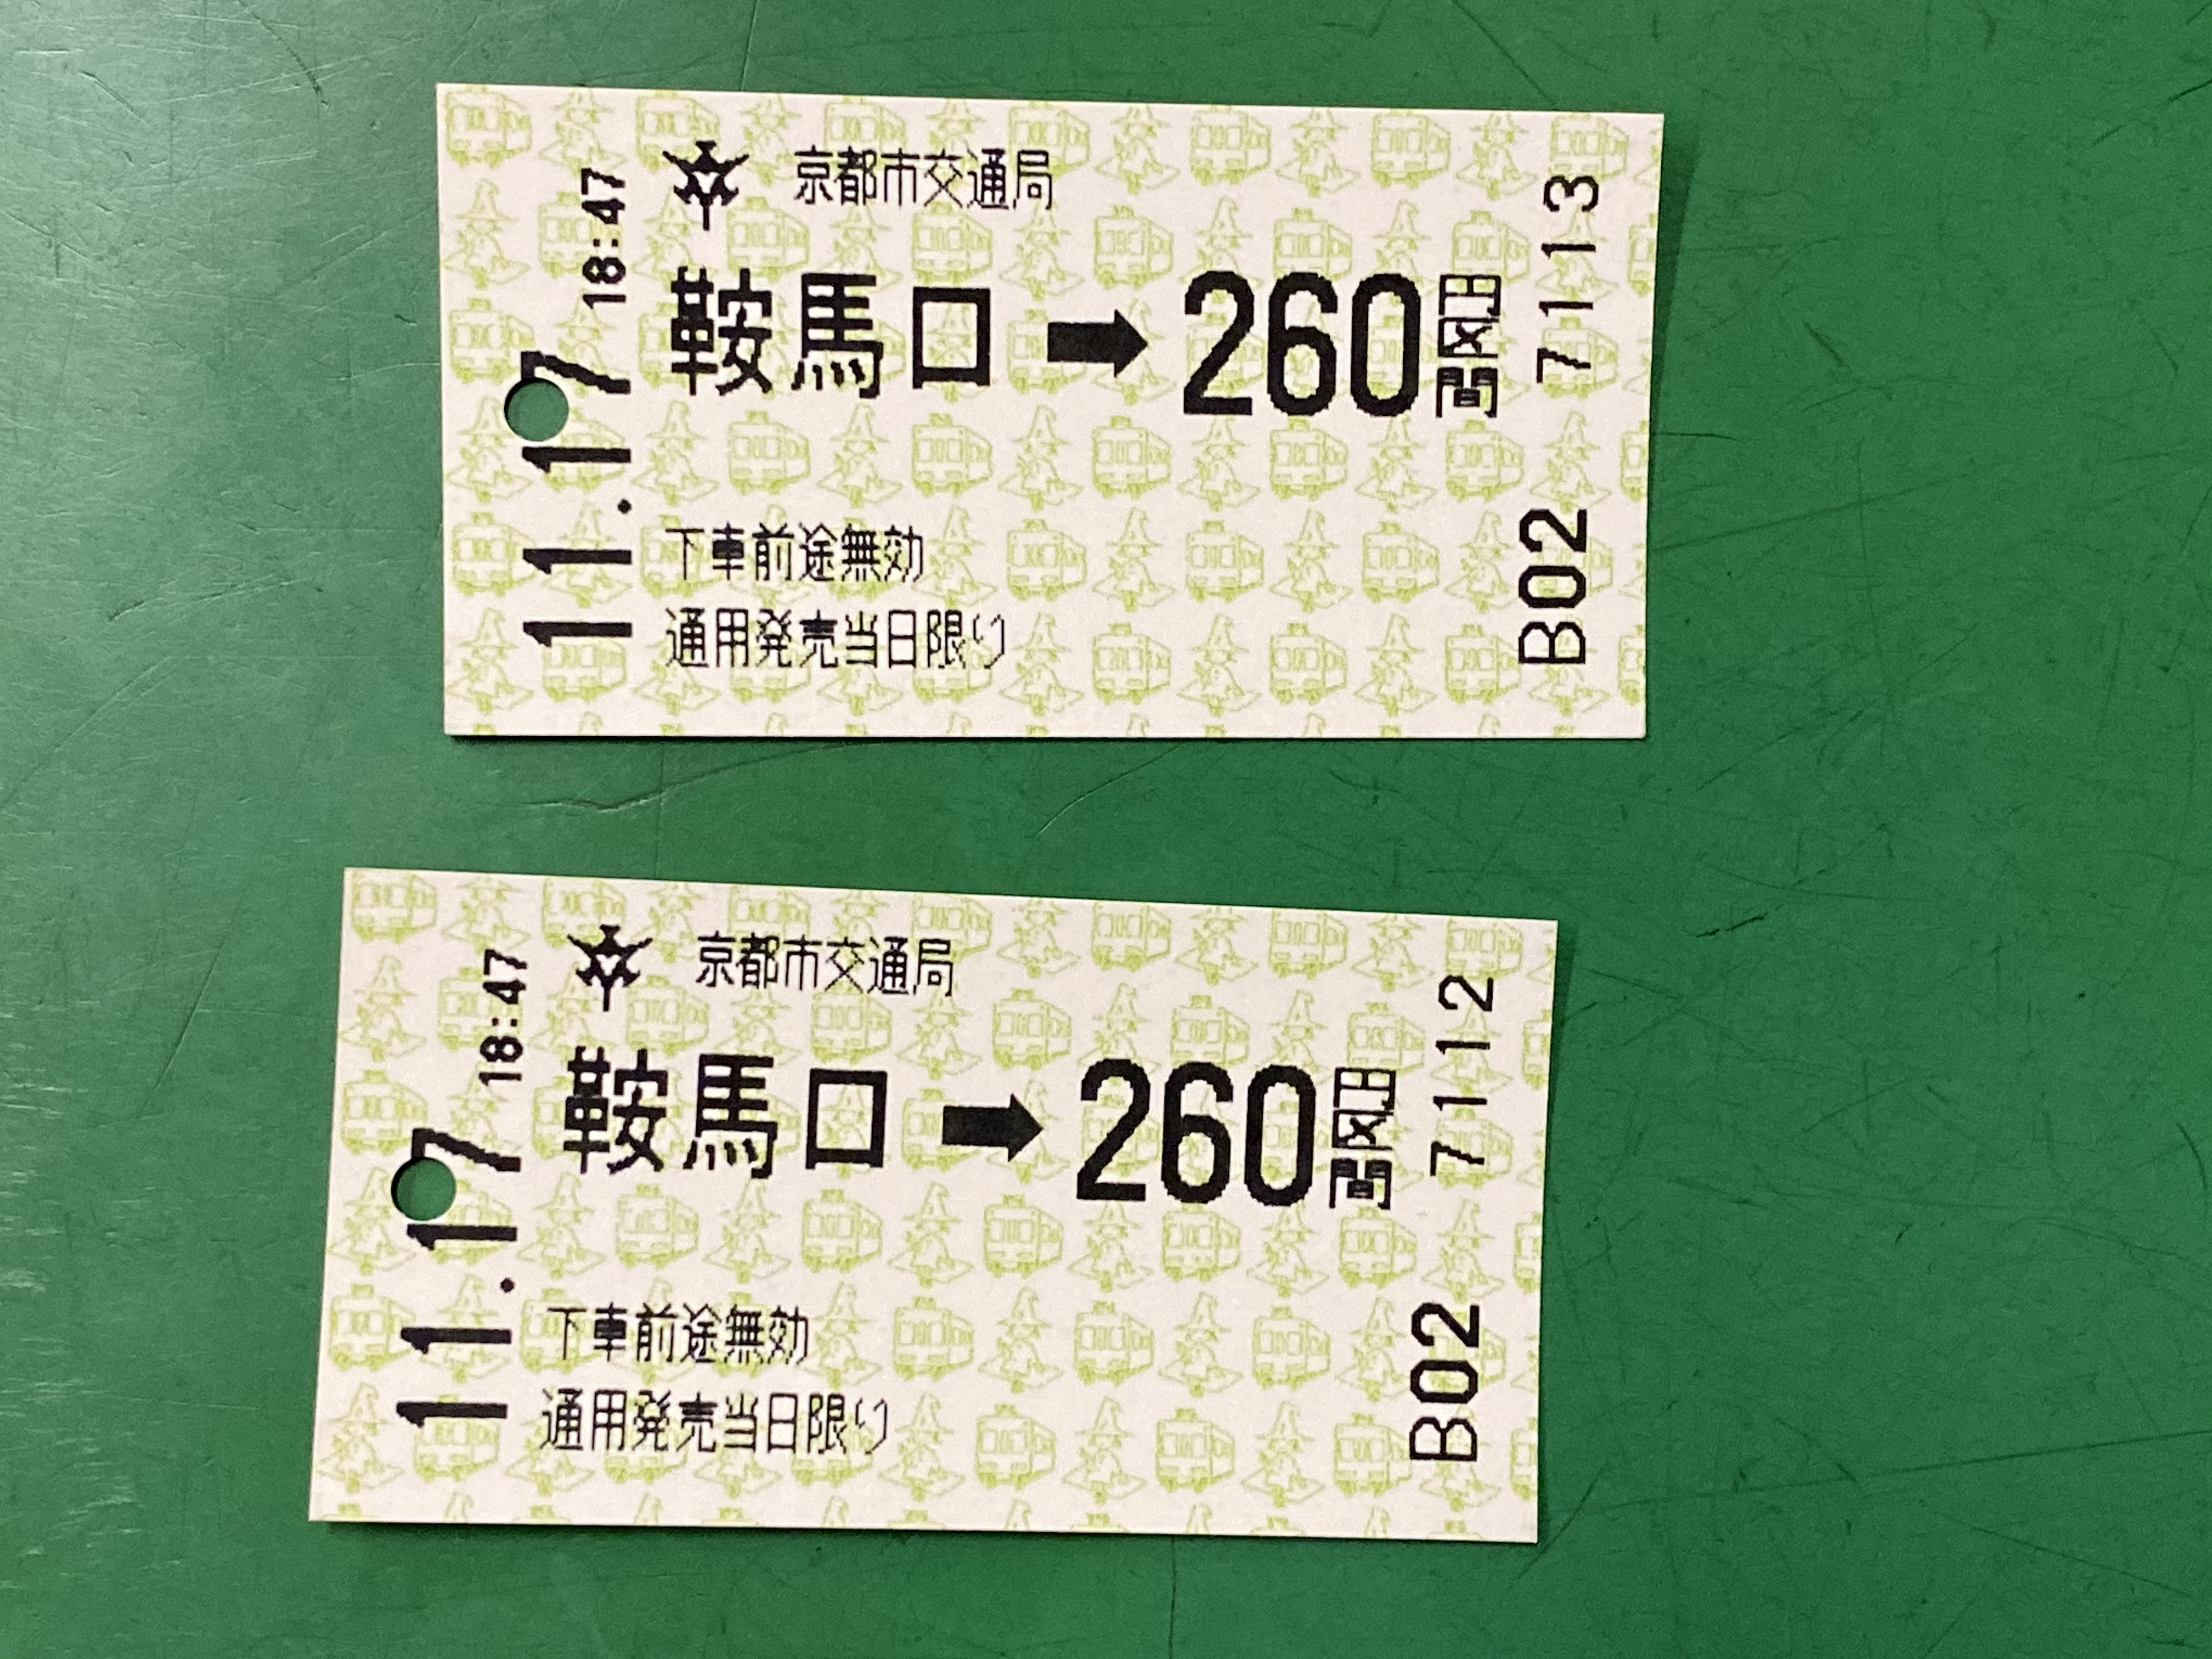 11.17
18:47
京都市交通局
鞍馬口➡260円区間
下車前途無効
通用発売当日限り
7113
B02
11.17
18:47
京都市交通局
鞍馬口➡260円区間
下車前途無効
通用発売当日限り
7112
B02